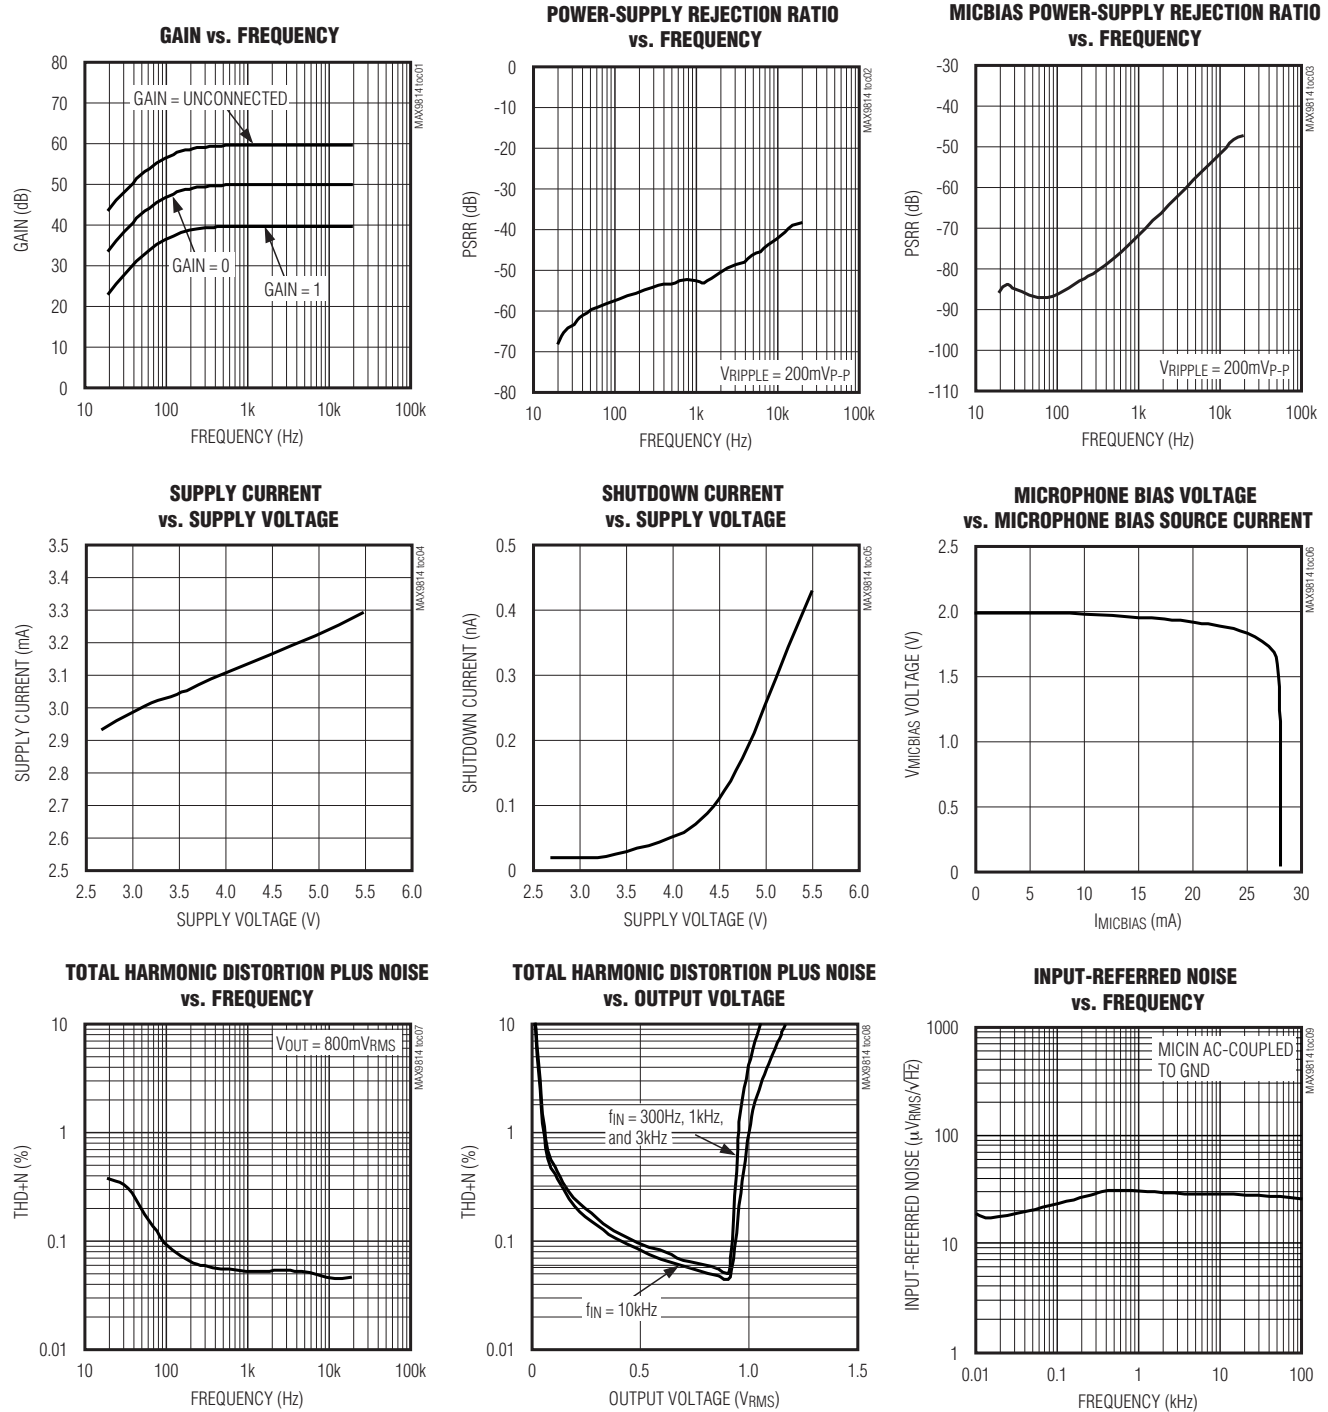 GAIN vs. FREQUENCY
MAX9814 toc01
GAIN (dB)
80
70
60
50
40
30
20
10
0
GAIN = UNCONNECTED
GAIN = 0
GAIN = 1
10 100 1k 10k 100k
FREQUENCY (Hz)
POWER-SUPPLY REJECTION RATIO
vs. FREQUENCY
MAX9814 toc02
PSRR (dB)
0
-10
-20
-30
-40
-50
-60
-70
-80
VRIPPLE = 200mVP-P
10 100 1k 10k 100k
FREQUENCY (Hz)
MICBIAS POWER-SUPPLY REJECTION RATIO
vs. FREQUENCY
MAX9814 toc03
PSRR (dB)
-30
-40
-50
-60
-70
-80
-90
-100
-110
VRIPPLE = 200mVP-P
10 100 1k 10k 100k
FREQUENCY (Hz)
SUPPLY CURRENT
vs. SUPPLY VOLTAGE
MAX9814 toc04
SUPPLY CURRENT (mA)
3.5
3.4
3.3
3.2
3.1
3.0
2.9
2.8
2.7
2.6
2.5
2.5 3.0 3.5 4.0 4.5 5.0 5.5 6.0
SUPPLY VOLTAGE (V)
SHUTDOWN CURRENT
vs. SUPPLY VOLTAGE
MAX9814 toc05
SHUTDOWN CURRENT (nA)
0.5
0.4
0.3
0.2
0.1
0
2.5 3.0 3.5 4.0 4.5 5.0 5.5 6.0
SUPPLY VOLTAGE (V)
MICROPHONE BIAS VOLTAGE
vs. MICROPHONE BIAS SOURCE CURRENT
MAX9814 toc06
VMICBIAS VOLTAGE (V)
2.5
2.0
1.5
1.0
0.5
0
0 5 10 15 20 25 30
IMICBIAS (mA)
TOTAL HARMONIC DISTORTION PLUS NOISE
vs. FREQUENCY
MAX9814 toc07
THD+N (%)
10
1
0.1
0.01
VOUT = 800mVRMS
10 100 1k 10k 100k
FREQUENCY (Hz)
TOTAL HARMONIC DISTORTION PLUS NOISE
vs. OUTPUT VOLTAGE
MAX9814 toc08
THD+N (%)
10
1
0.1
0.01
fIN = 300Hz, 1kHz,
and 3kHz
fIN = 10kHz
0 0.5 1.0 1.5
OUTPUT VOLTAGE (VRMS)
INPUT-REFERRED NOISE
vs. FREQUENCY
MAX9814 toc09
INPUT-REFERRED NOISE (μVRMS/√Hz)
1000
100
10
1
MICIN AC-COUPLED
TO GND
0.01 0.1 1 10 100
FREQUENCY (kHz)